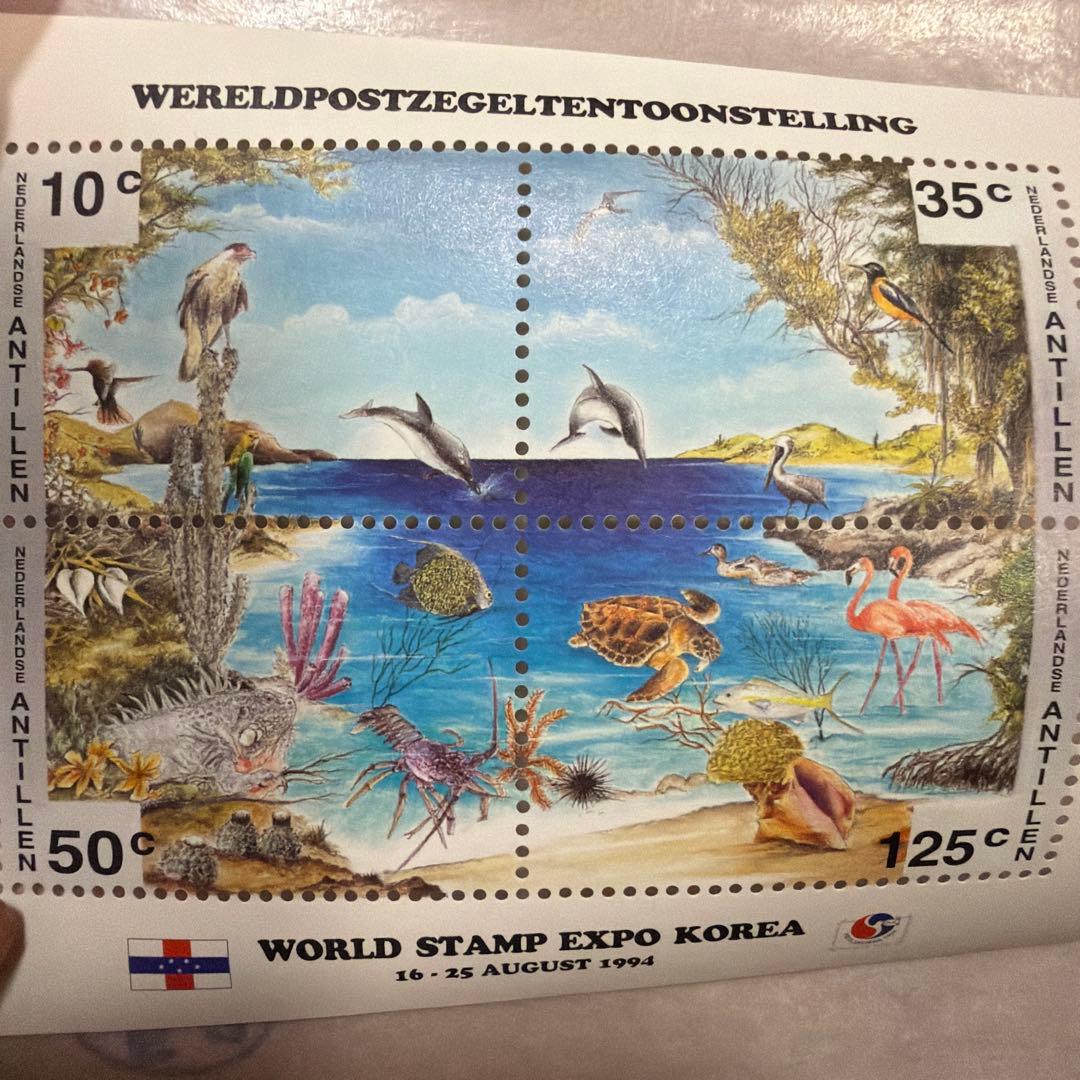 WERELDPOSTZEGELTENTOONSTELLING
10c
35c
NEDERLANDSE ANTILLEN
NEDERLANDSE ANTILLEN
NEDERLANDSE ANTILLEN
NEDERLANDSE ANTILLEN
50c
125c
WORLD STAMP EXPO KOREA
16 - 25 AUGUST 1994